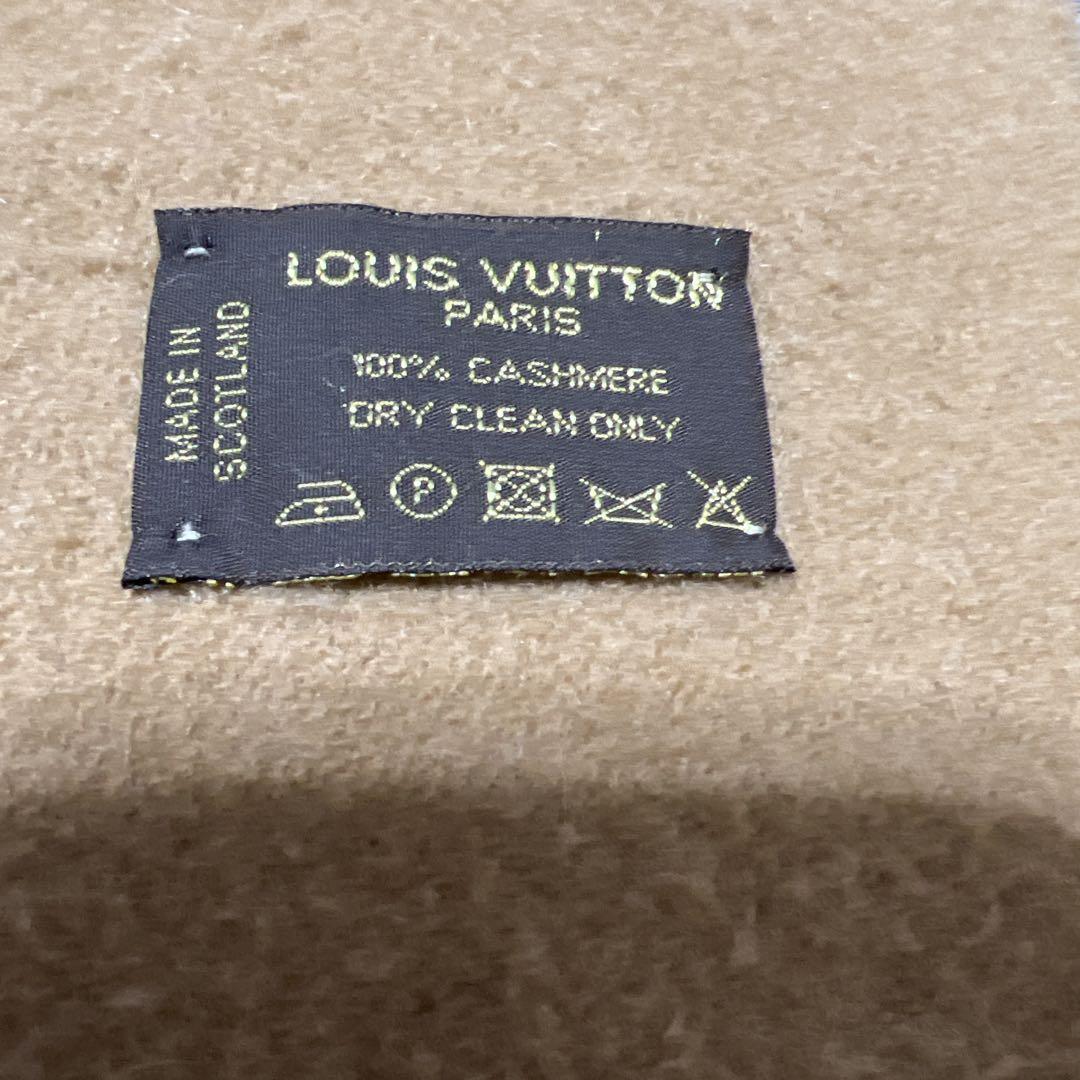 LOUIS VUITTON
PARIS
100% CASHMERE
DRY CLEAN ONLY
P
MADE IN
SCOTLAND